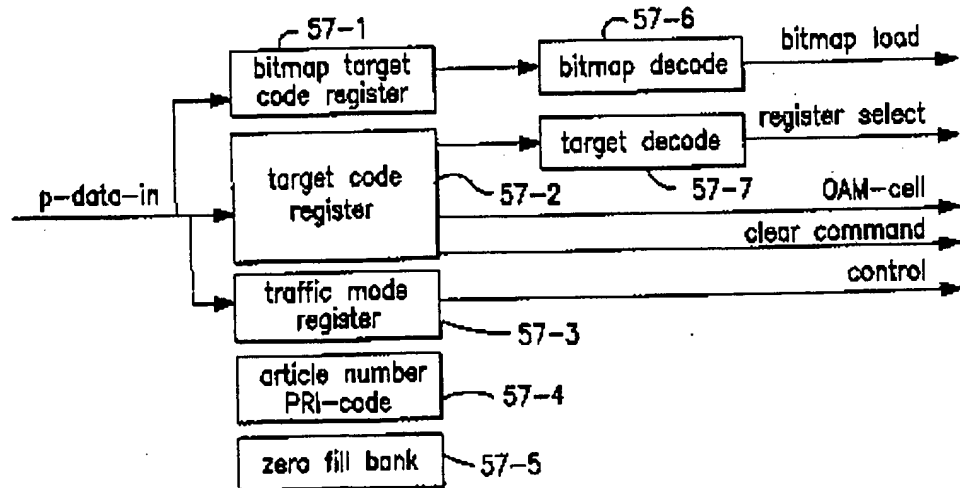 57-1
57-6
bitmap target
code register
bitmap decode
bitmap load
target code
register
target decode
register select
p-data-in
57-2
57-7
OAM-cell
clear command
control
traffic mode
register
57-3
article number
PRI-code
57-4
zero fill bank
57-5